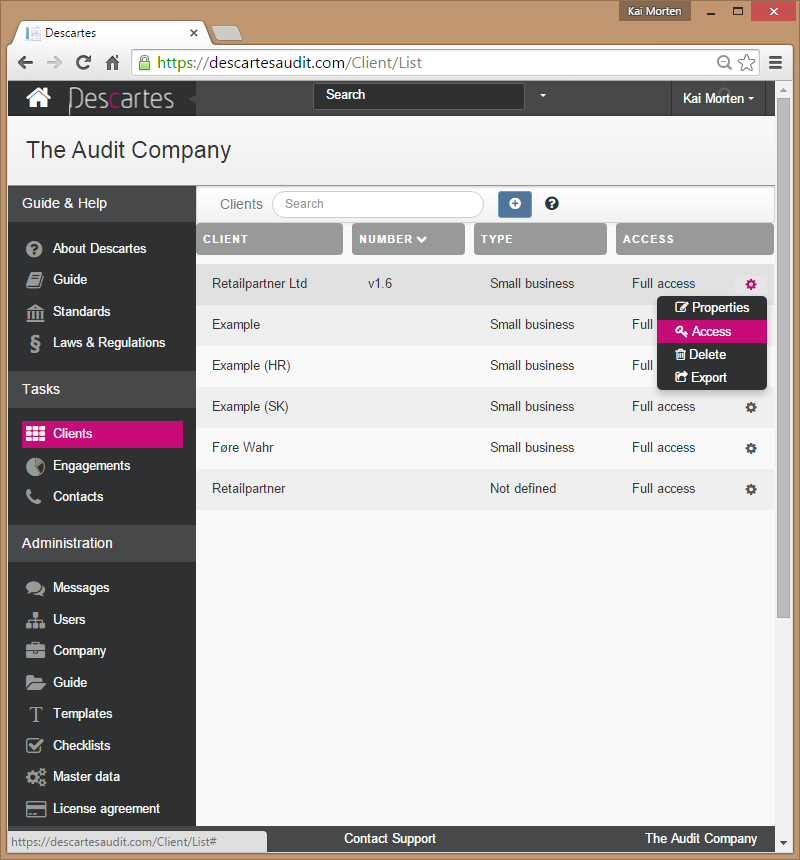 Kai Morten
Descartes
https://descartesaudit.com/Client/List
Descartes
Search
Kai Morten
The Audit Company
Guide & Help
About Descartes
Guide
Standards
§ Laws & Regulations
Tasks
Clients
Engagements
Contacts
Administration
Messages
Users
Company
Guide
Templates
Checklists
Master data
License agreement
Clients
Search
CLIENT NUMBER TYPE ACCESS
Retailpartner Ltd v1.6 Small business Full access
Example Small business Full
Example (HR) Small business Full
Example (SK) Small business Full access
Føre Wahr Small business Full access
Retailpartner Not defined Full access
Properties
Access
Delete
Export
https://descartesaudit.com/Client/List#
Contact Support
The Audit Company